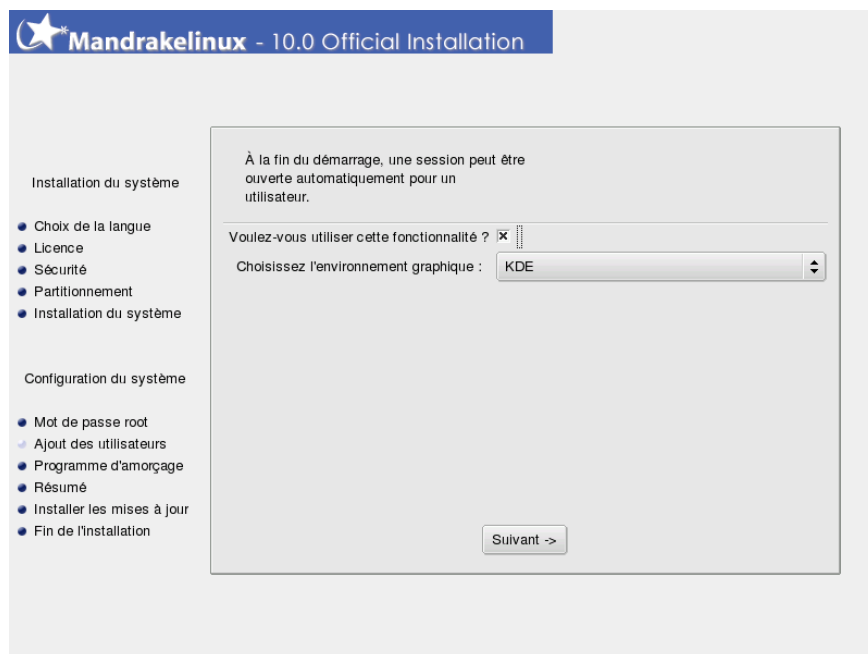 Mandrakelinux - 10.0 Official Installation
Installation du système
Choix de la langue
Licence
Sécurité
Partitionnement
Installation du système
Configuration du système
Mot de passe root
Ajout des utilisateurs
Programme d'amorçage
Résumé
Installer les mises à jour
Fin de l'installation
À la fin du démarrage, une session peut être
ouverte automatiquement pour un
utilisateur.
Voulez-vous utiliser cette fonctionnalité ?
Choisissez l'environnement graphique : KDE
Suivant ->